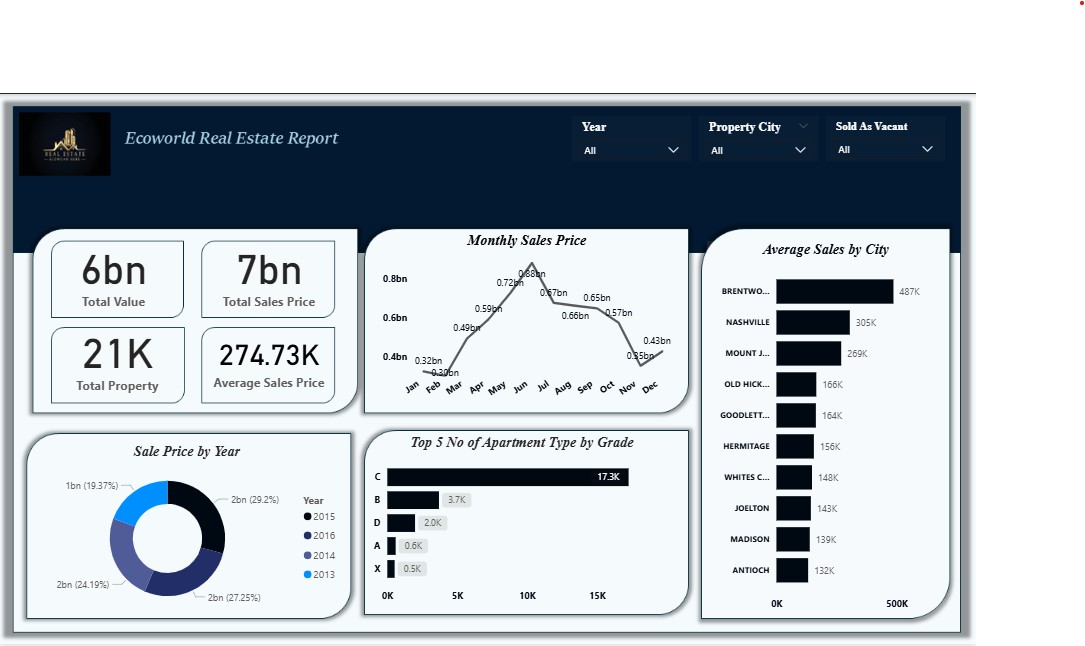 REAL ESTATE
Ecoworld Real Estate Report
Year
All
Property City
All
Sold As Vacant
All
6bn
Total Value
7bn
Total Sales Price
21K
Total Property
274.73K
Average Sales Price
Monthly Sales Price
0.8bn
0.6bn
0.4bn
0.32bn
0.30bn
0.49bn
0.59bn
0.72bn
0.88bn
0.67bn
0.66bn
0.65bn
0.57bn
0.35bn
0.43bn
Jan
Feb
Mar
Apr
May
Jun
Jul
Aug
Sep
Oct
Nov
Dec
Average Sales by City
BRENTWO... 487K
NASHVILLE 305K
MOUNT J... 269K
OLD HICK... 166K
GOODLETT... 164K
HERMITAGE 156K
WHITES C... 148K
JOELTON 143K
MADISON 139K
ANTIOCH 132K
0K 500K
Sale Price by Year
1bn (19.37%)
2bn (29.2%)
2bn (24.19%)
2bn (27.25%)
Year
2015
2016
2014
2013
Top 5 No of Apartment Type by Grade
C 17.3K
B 3.7K
D 2.0K
A 0.6K
X 0.5K
0K 5K 10K 15K